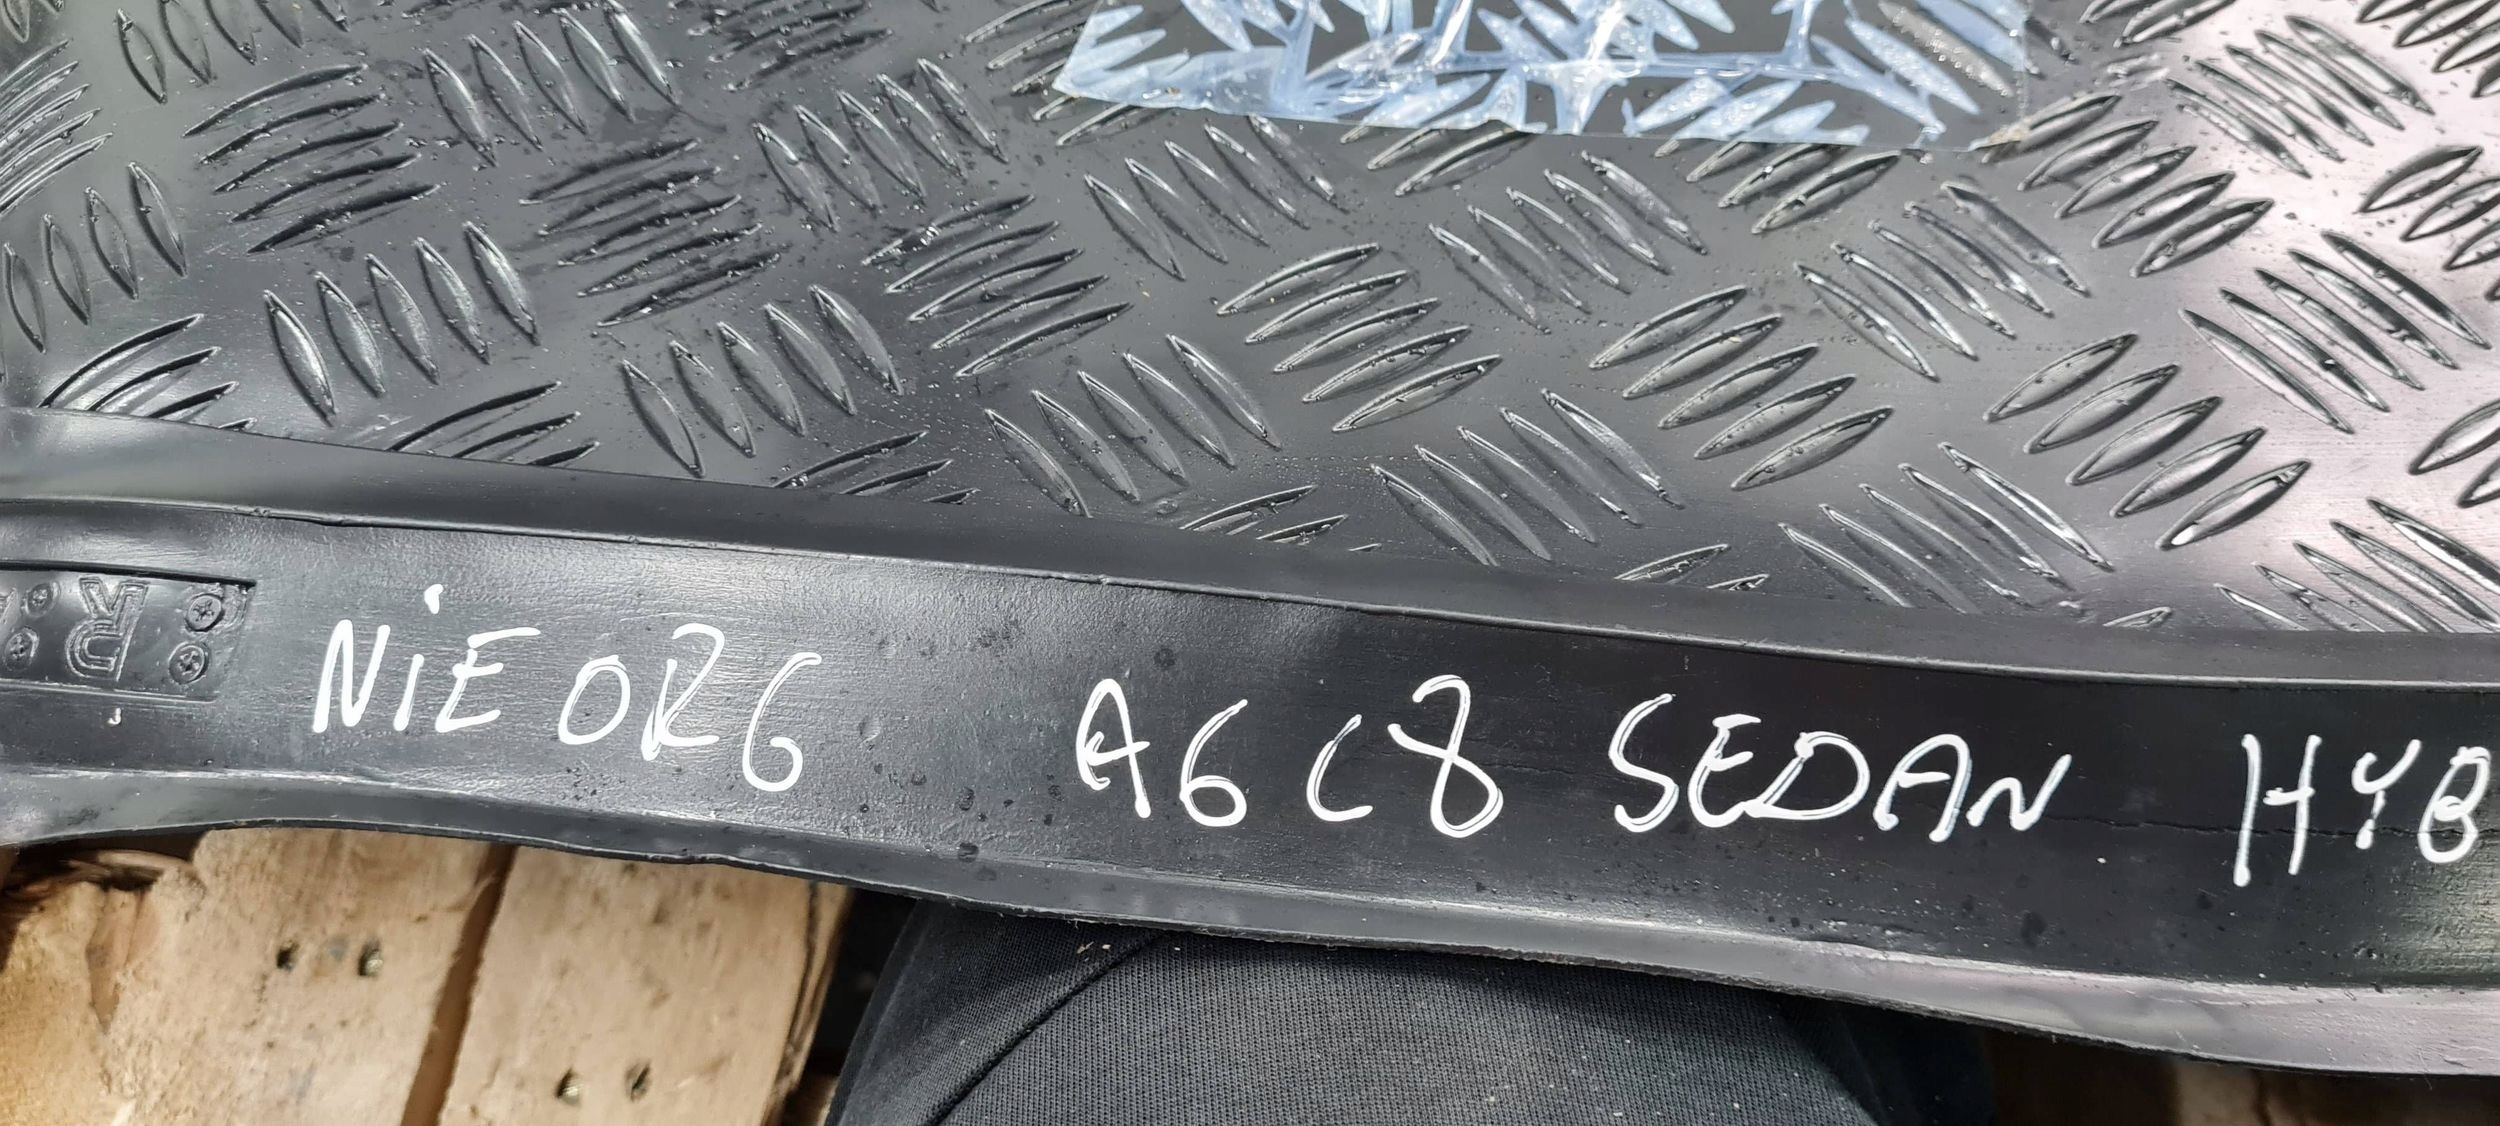 NiE ORG A6 C8 SEDAN HYB